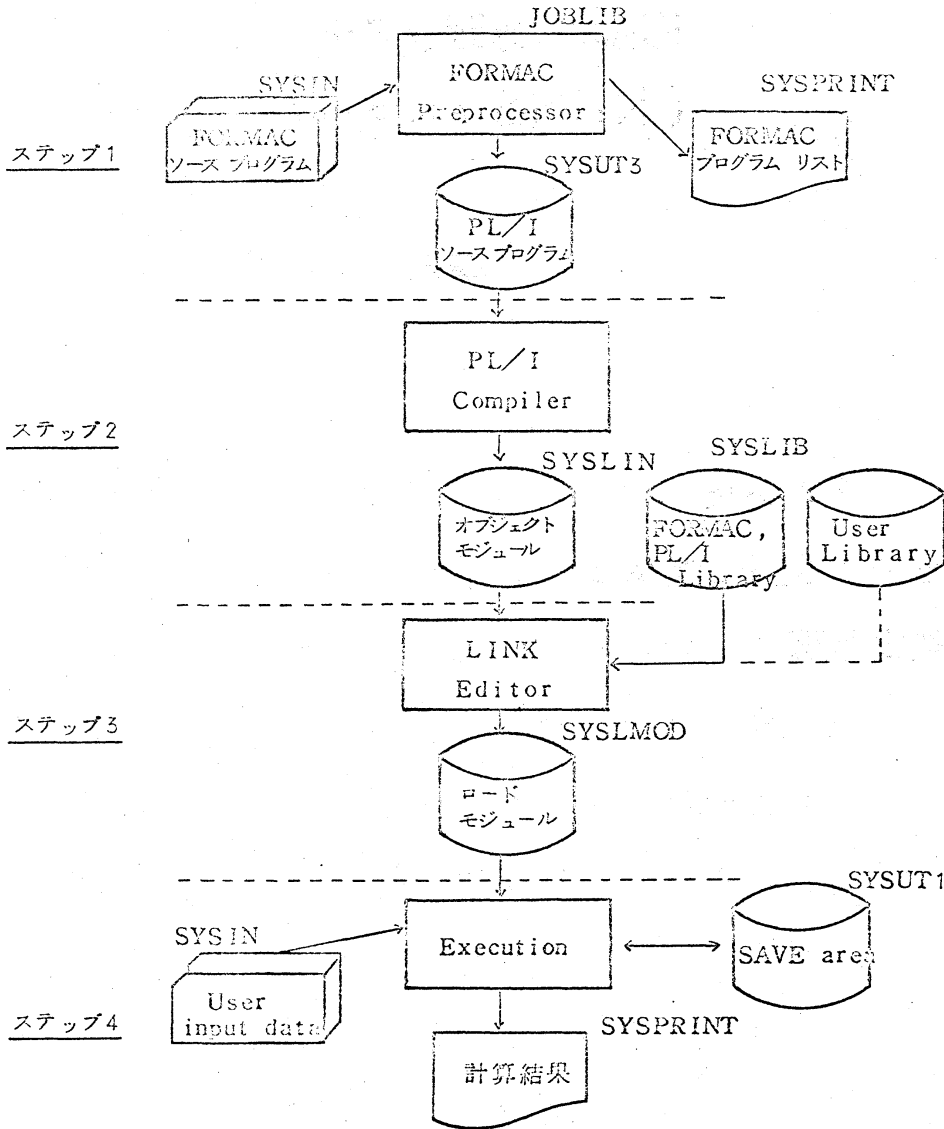 JOBLIB
FORMAC
Preprocessor
SYSIN
FORMAC
ソース プログラム
SYSPRINT
FORMAC
プログラム リスト
ステップ1
SYSUT3
PL/I
ソース プログラム
PL/I
Compiler
ステップ2
SYSLIN
オブジェクト
モジュール
SYSLIB
FORMAC,
PL/I
Library
User
Library
LINK
Editor
ステップ3
SYSLMOD
ロード
モジュール
SYSUT1
SAVE area
Execution
SYSIN
User
input data
ステップ4
SYSPRINT
計算結果